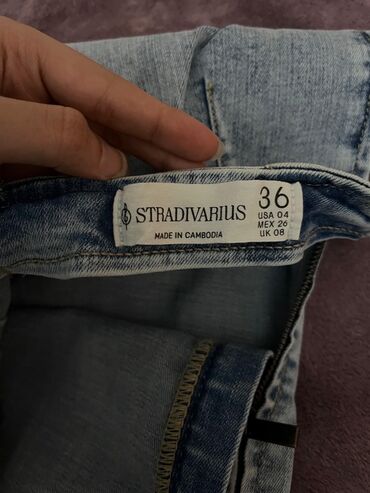 STRADIVARIUS
MADE IN CAMBODIA
36
USA 04
MEX 26
UK 08